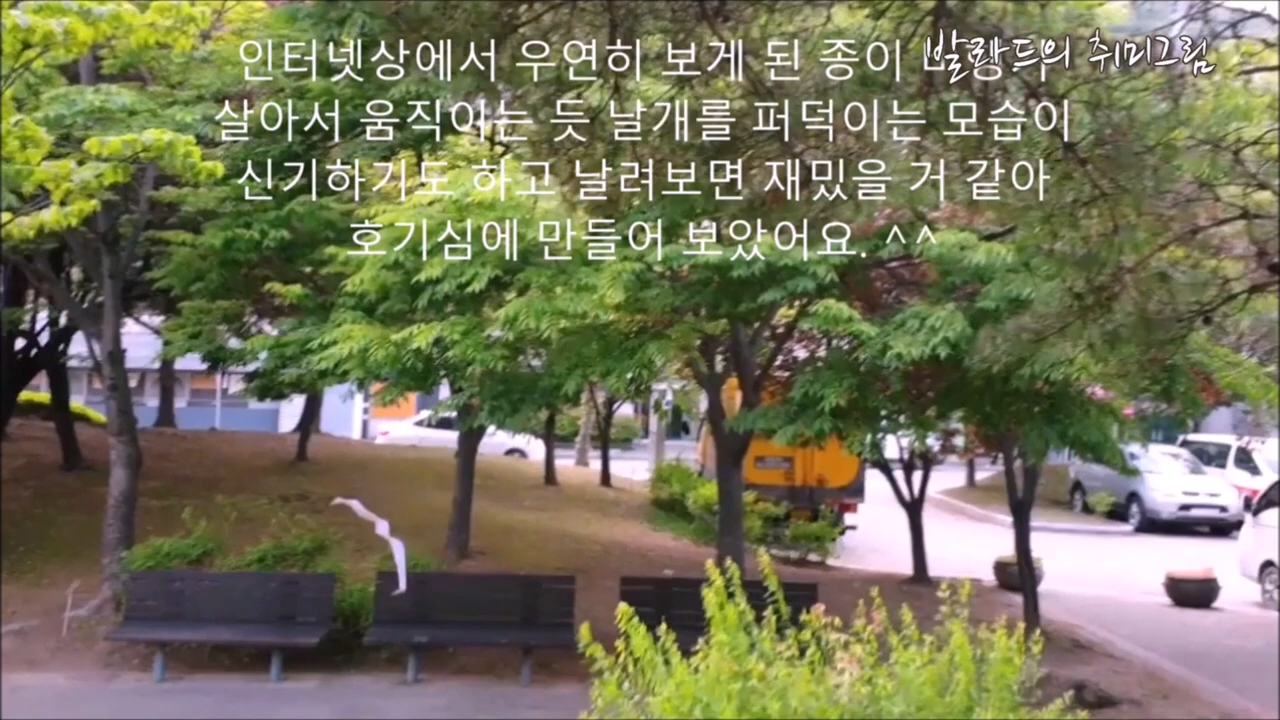 인터넷상에서 우연히 보게 된 종이
발랑드의 취미그림
살아서 움직이는 듯 날개를 퍼덕이는 모습이
신기하기도 하고 날려보면 재밌을 거 같아
호기심에 만들어 보았어요. ^^